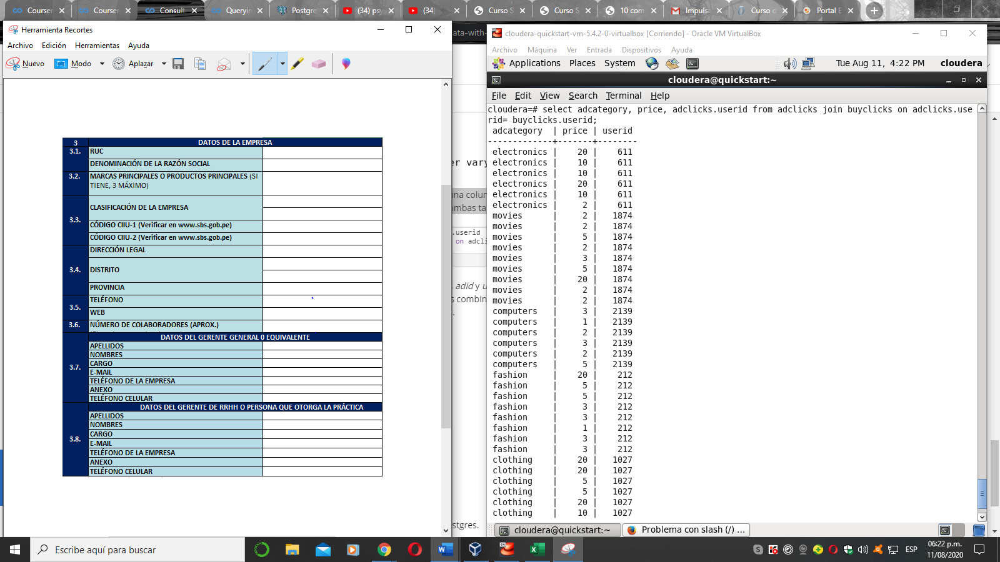 Courser
Courser
Consult
Queryin
Postgre
(34) psy
(34)
Curso S
Curso S
10 com
Impuls
Curso d
Portal E
Herramienta Recortes
Archivo Edición Herramientas Ayuda
Nuevo Modo Aplazar
3 DATOS DE LA EMPRESA
3.1. RUC
DENOMINACIÓN DE LA RAZÓN SOCIAL
3.2. MARCAS PRINCIPALES O PRODUCTOS PRINCIPALES (SI
TIENE, 3 MÁXIMO)
3.3. CLASIFICACIÓN DE LA EMPRESA
CÓDIGO CIIU-1 (Verificar en www.sbs.gob.pe)
CÓDIGO CIIU-2 (Verificar en www.sbs.gob.pe)
3.4. DIRECCIÓN LEGAL
DISTRITO
PROVINCIA
3.5. TELÉFONO
WEB
3.6. NÚMERO DE COLABORADORES (APROX.)
DATOS DEL GERENTE GENERAL 0 EQUIVALENTE
3.7. APELLIDOS
NOMBRES
CARGO
E-MAIL
TELÉFONO DE LA EMPRESA
ANEXO
TELÉFONO CELULAR
DATOS DEL GERENTE DE RRHH O PERSONA QUE OTORGA LA PRÁCTICA
3.8. APELLIDOS
NOMBRES
CARGO
E-MAIL
TELÉFONO DE LA EMPRESA
ANEXO
TELÉFONO CELULAR
ata-with-
er vary
una colum
mbas ta
.userid
on adcli
adid y u
s combin
stgres.
cloudera-quickstart-vm-5.4.2-0-virtualbox [Corriendo] - Oracle VM VirtualBox
Archivo Máquina Ver Entrada Dispositivos Ayuda
Applications Places System Tue Aug 11, 4:22 PM cloudera
cloudera@quickstart:~
File Edit View Search Terminal Help
cloudera=# select adcategory, price, adclicks.userid from adclicks join buyclicks on adclicks.use
rid= buyclicks.userid;
adcategory | price | userid
-------------+-------+--------
electronics | 20 | 611
electronics | 10 | 611
electronics | 10 | 611
electronics | 20 | 611
electronics | 10 | 611
electronics | 2 | 611
movies | 2 | 1874
movies | 2 | 1874
movies | 5 | 1874
movies | 2 | 1874
movies | 3 | 1874
movies | 5 | 1874
movies | 20 | 1874
movies | 2 | 1874
movies | 2 | 1874
computers | 3 | 2139
computers | 1 | 2139
computers | 2 | 2139
computers | 3 | 2139
computers | 2 | 2139
computers | 5 | 2139
fashion | 20 | 212
fashion | 5 | 212
fashion | 5 | 212
fashion | 3 | 212
fashion | 3 | 212
fashion | 1 | 212
fashion | 3 | 212
fashion | 3 | 212
clothing | 20 | 1027
clothing | 20 | 1027
clothing | 5 | 1027
clothing | 5 | 1027
clothing | 20 | 1027
clothing | 10 | 1027
cloudera@quickstart:~
Problema con slash (/) ...
Escribe aquí para buscar
ESP
06:22 p.m.
11/08/2020